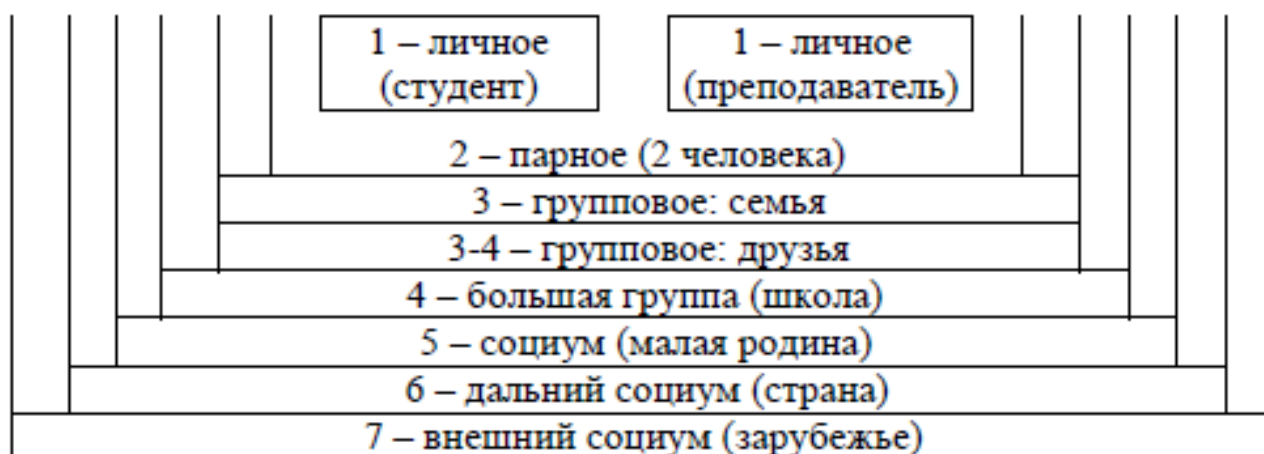 1 – личное
(студент)
1 – личное
(преподаватель)
2 – парное (2 человека)
3 – групповое: семья
3-4 – групповое: друзья
4 – большая группа (школа)
5 – социум (малая родина)
6 – дальний социум (страна)
7 – внешний социум (зарубежье)